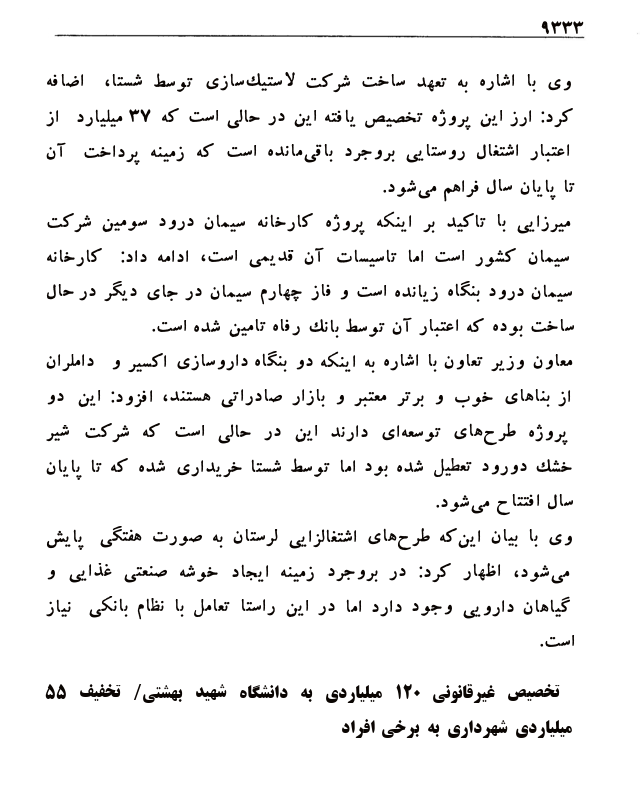 ۹۳۳۳
وی با اشاره به تعهد ساخت شرکت لاستیك‌سازی توسط شستا، اضافه
کرد: ارز این پروژه تخصیص یافته این در حالی است که ۳۷ میلیارد از
اعتبار اشتغال روستایی بروجرد باقی‌مانده است که زمینه پرداخت آن
تا پایان سال فراهم می‌شود.
میرزایی با تاکید بر اینکه پروژه کارخانه سیمان درود سومین شرکت
سیمان کشور است اما تاسیسات آن قدیمی است، ادامه داد: کارخانه
سیمان درود بنگاه زیانده است و فاز چهارم سیمان در جای دیگر در حال
ساخت بوده که اعتبار آن توسط بانك رفاه تامین شده است.
معاون وزیر تعاون با اشاره به اینکه دو بنگاه داروسازی اکسیر و داملران
از بناهای خوب و برتر معتبر و بازار صادراتی هستند، افزود: این دو
پروژه طرح‌های توسعه‌ای دارند این در حالی است که شرکت شیر
خشك دورود تعطیل شده بود اما توسط شستا خریداری شده که تا پایان
سال افتتاح می‌شود.
وی با بیان این‌که طرح‌های اشتغالزایی لرستان به صورت هفتگی پایش
می‌شود، اظهار کرد: در بروجرد زمینه ایجاد خوشه صنعتی غذایی و
گیاهان دارویی وجود دارد اما در این راستا تعامل با نظام بانکی نیاز
است.
تخصیص غیرقانونی ۱۲۰ میلیاردی به دانشگاه شهید بهشتی/ تخفیف ۵۵
میلیاردی شهرداری به برخی افراد